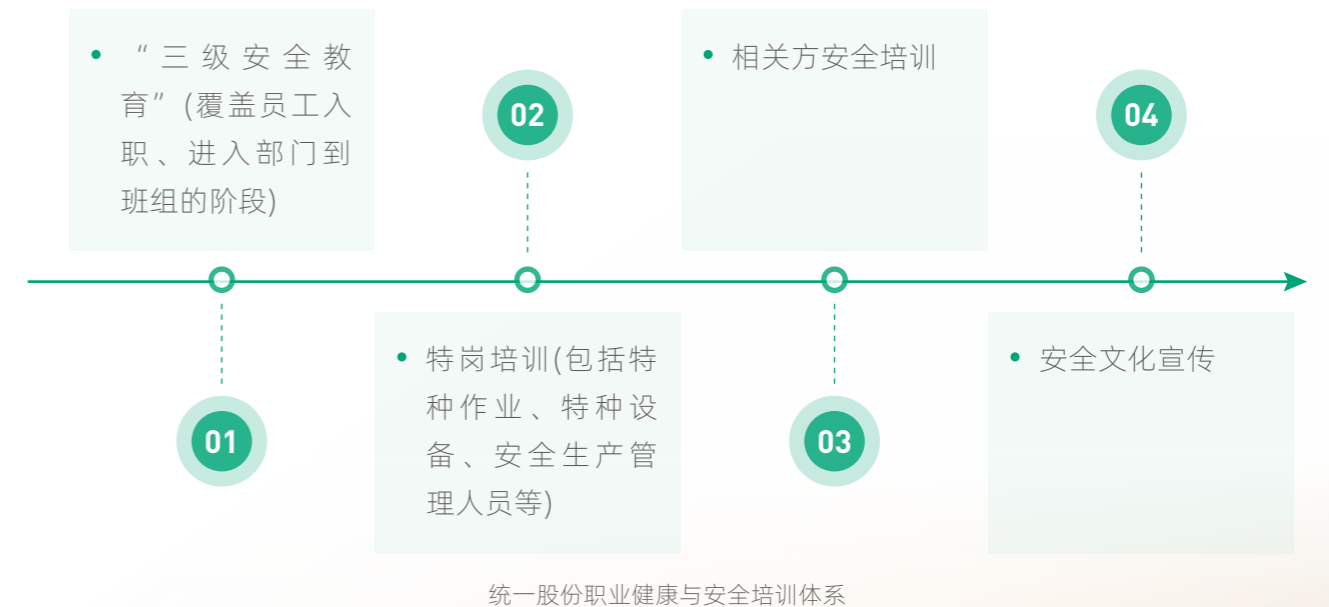 “三级安全教
育”(覆盖员工入
职、进入部门到
班组的阶段)
01
02
特岗培训(包括特
种作业、特种设
备、安全生产管
理人员等)
相关方安全培训
03
04
安全文化宣传
统一股份职业健康与安全培训体系